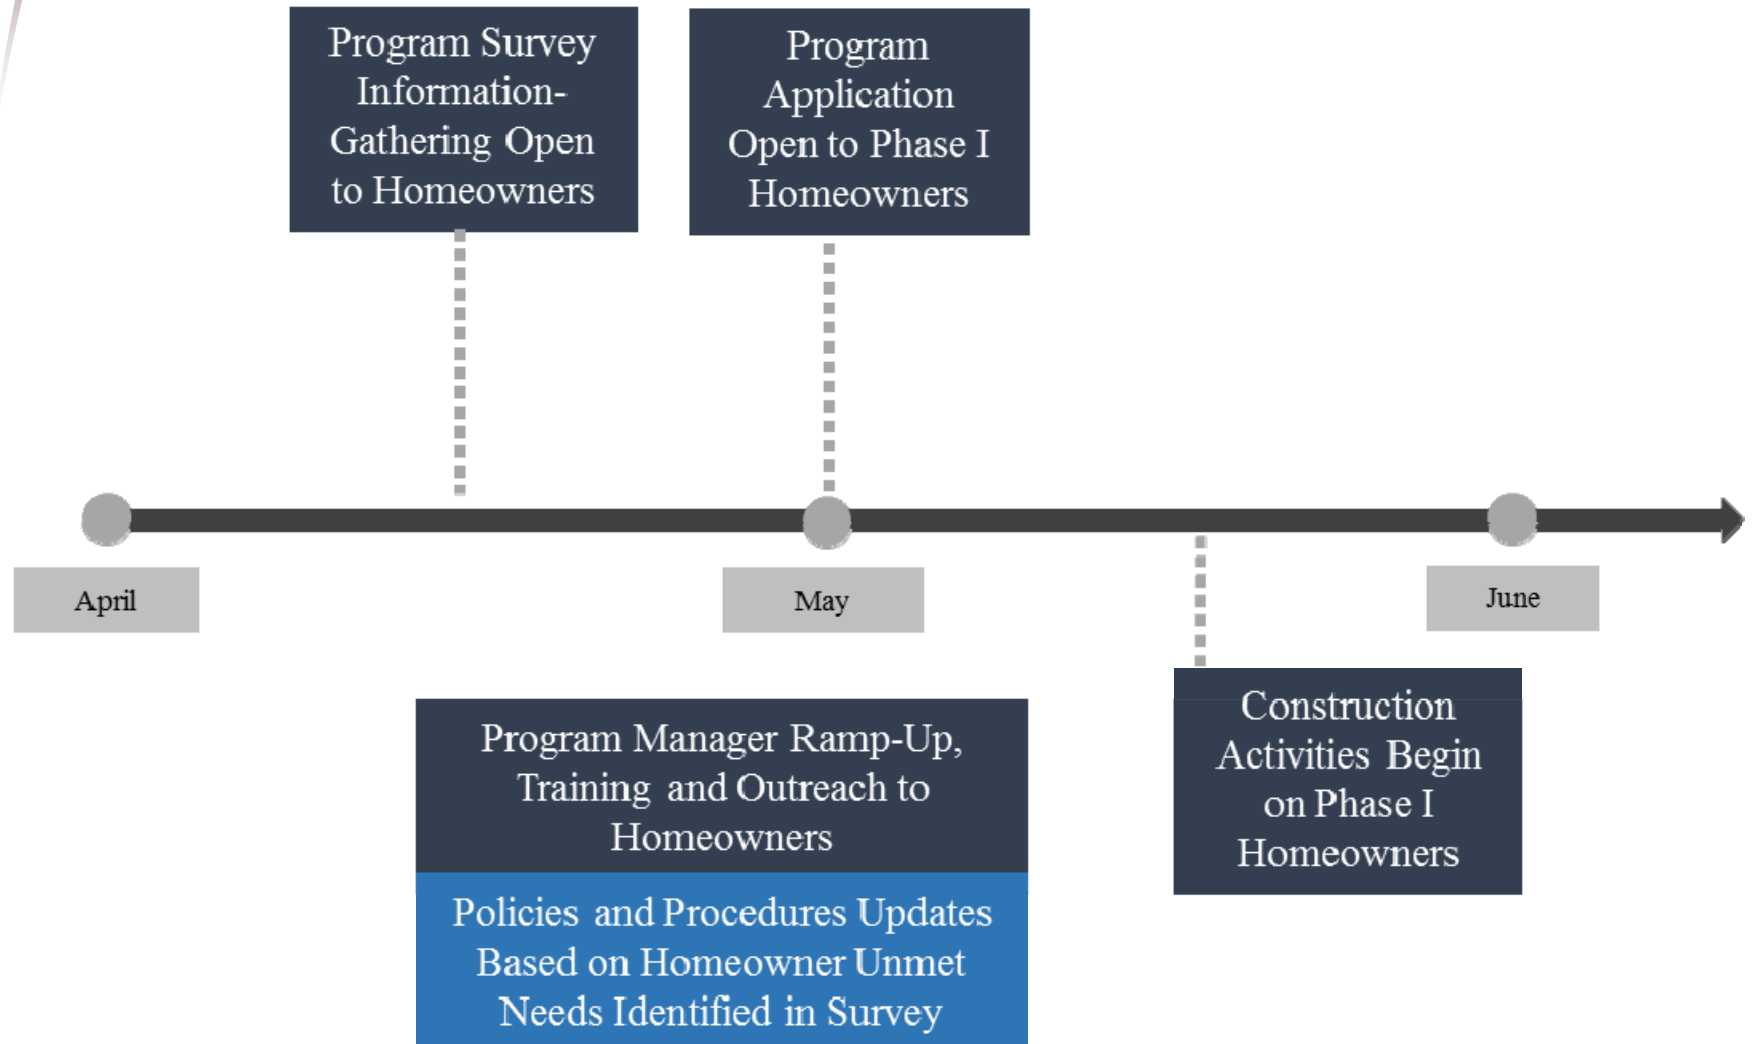 Program Survey
Information-
Gathering Open
to Homeowners
Program
Application
Open to Phase I
Homeowners
April
May
June
Program Manager Ramp-Up,
Training and Outreach to
Homeowners
Policies and Procedures Updates
Based on Homeowner Unmet
Needs Identified in Survey
Construction
Activities Begin
on Phase I
Homeowners